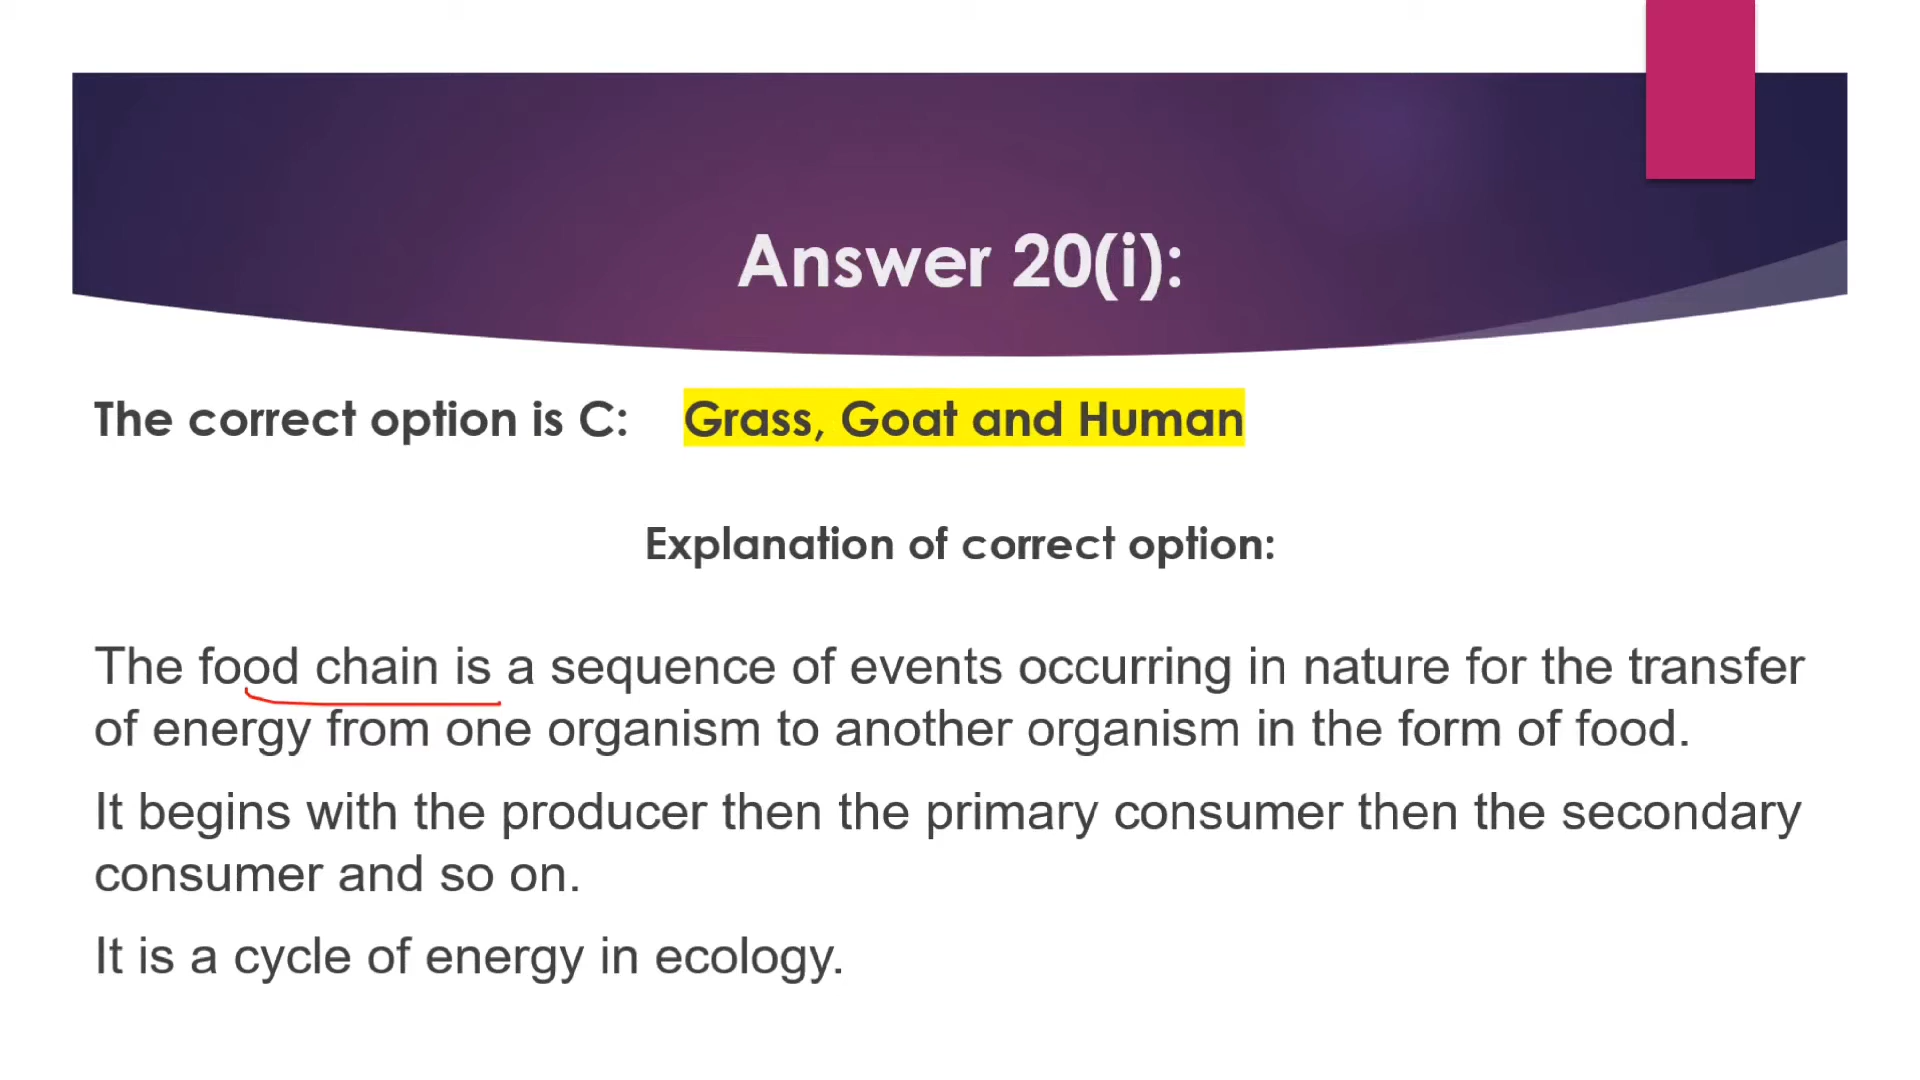 Answer 20(i):
The correct option is C: Grass, Goat and Human
Explanation of correct option:
The food chain is a sequence of events occurring in nature for the transfer
of energy from one organism to another organism in the form of food.
It begins with the producer then the primary consumer then the secondary
consumer and so on.
It is a cycle of energy in ecology.